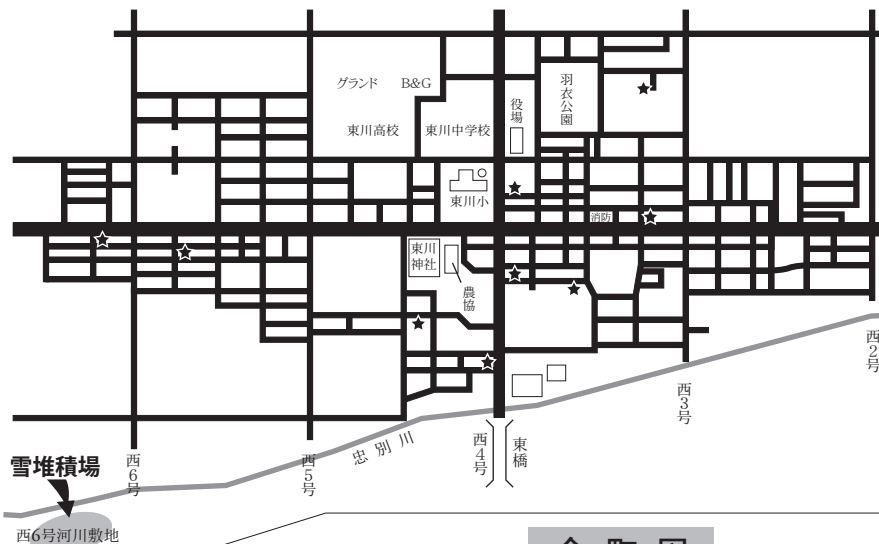 グランド
B&G
東川高校
東川中学校
役場
羽衣公園
東川小
消防
東川
神社
農協
西2号
西3号
西4号
東橋
忠別川
西5号
西6号
雪堆積場
西6号河川敷地